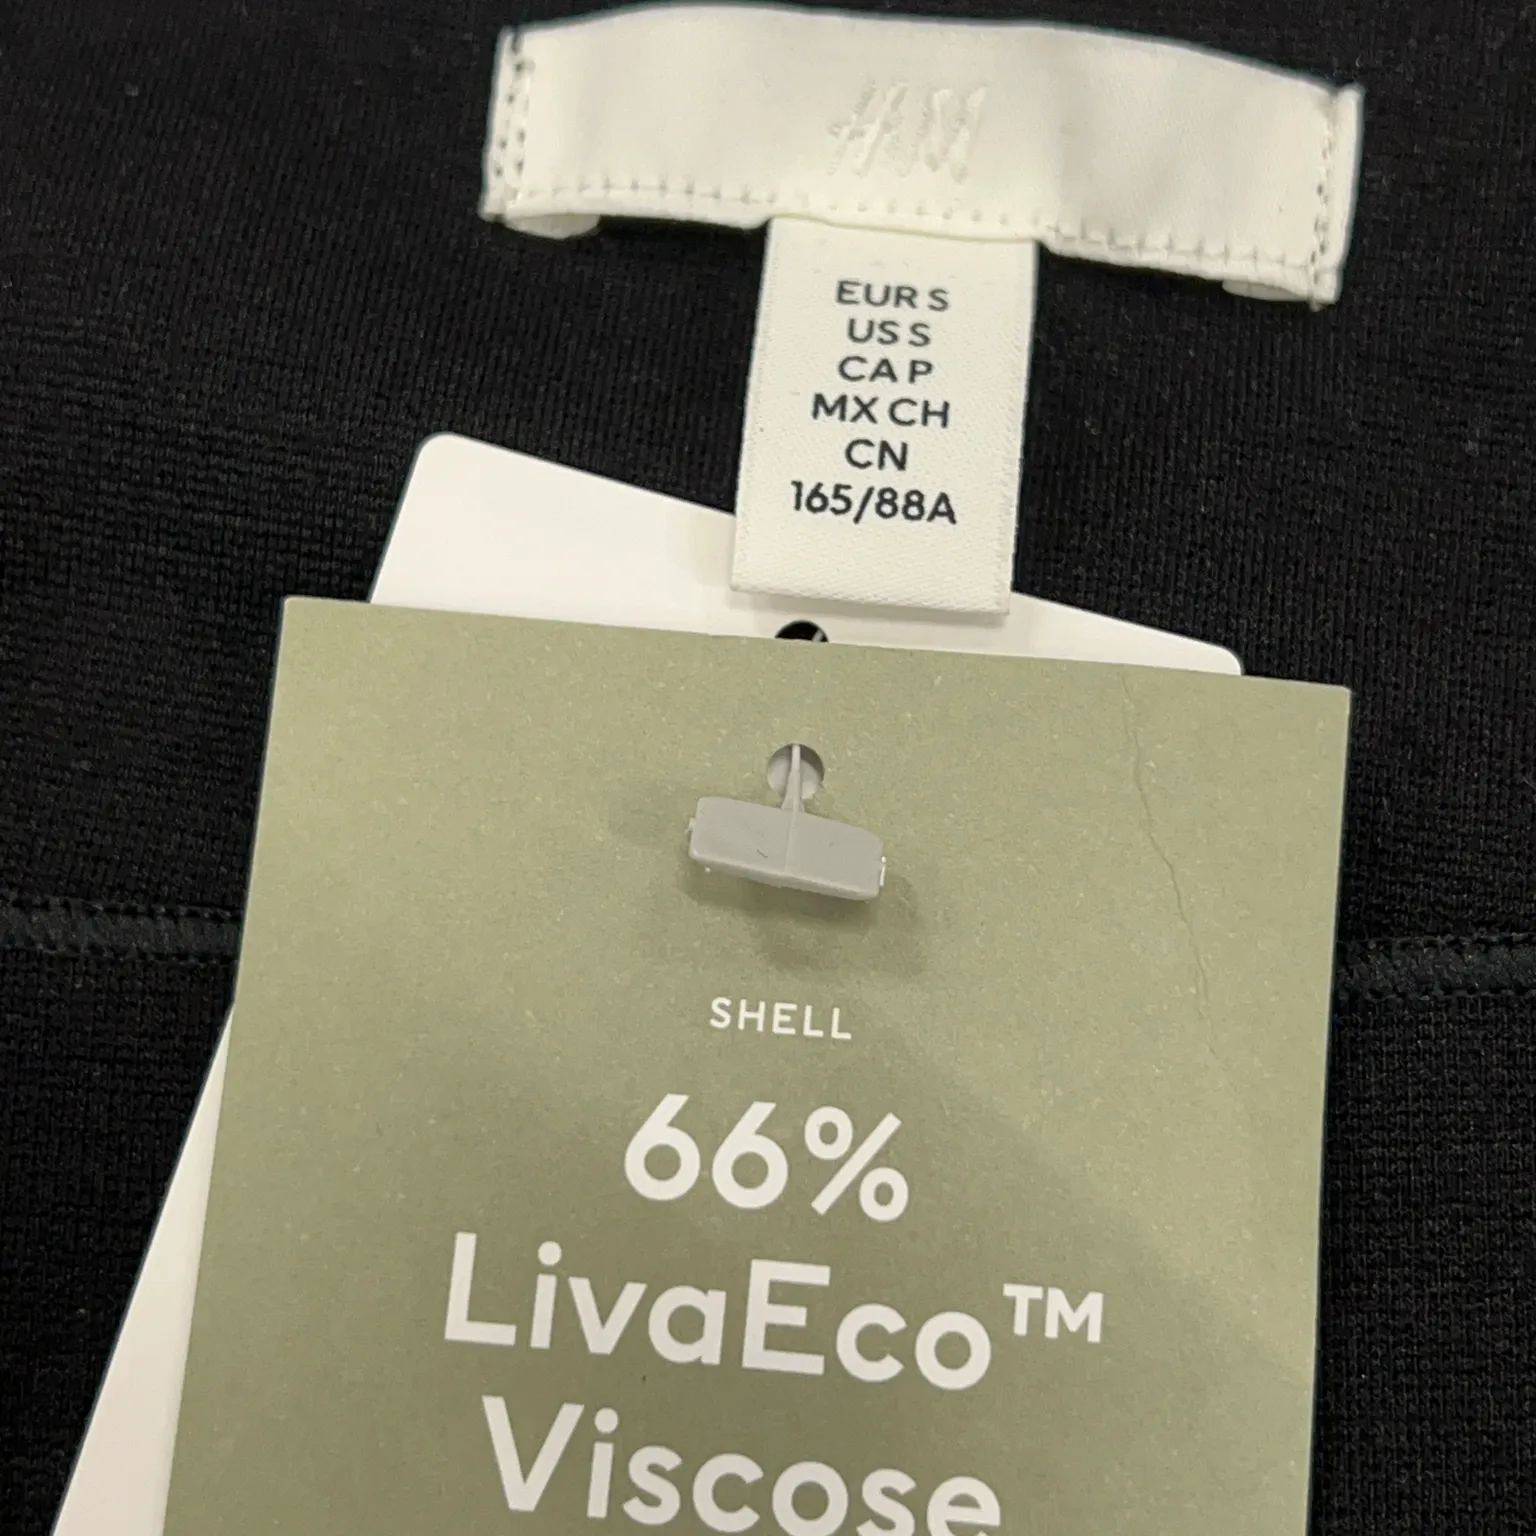 H&M
EUR S
US S
CA P
MX CH
CN
165/88A
SHELL
66%
LivaEco™
Viscose